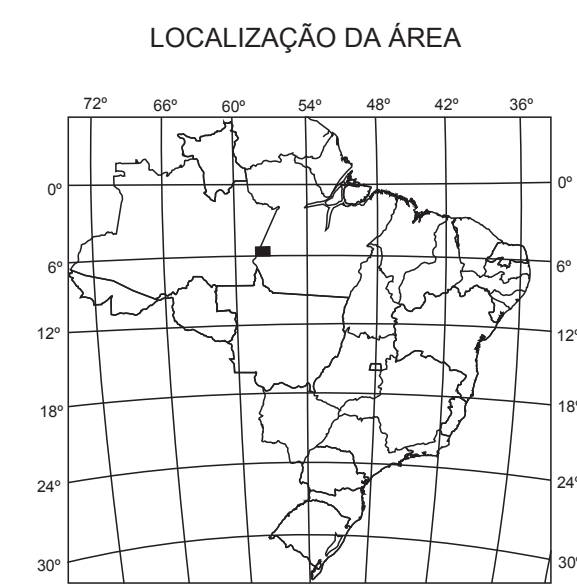 LOCALIZAÇÃO DA ÁREA
72º 66º 60º 54º 48º 42º 36º
0º 0º
6º 6º
12º 12º
18º 18º
24º 24º
30º 30º